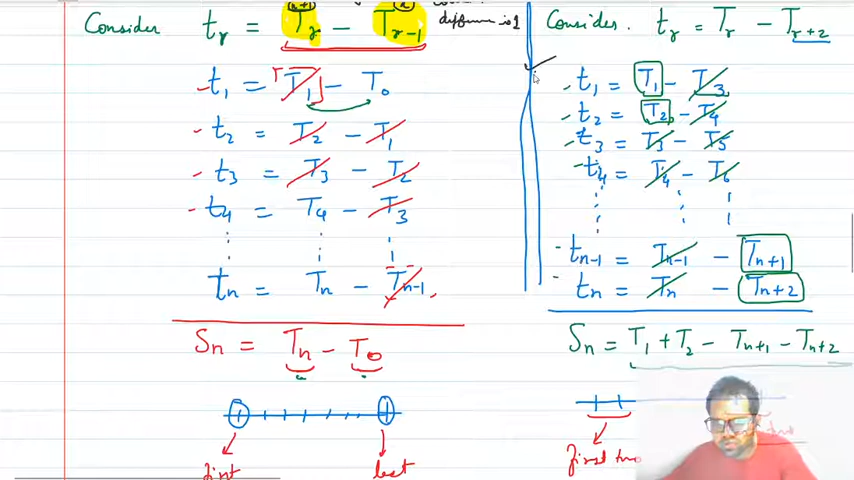 Consider t_r = T_r − T_{r−1}
(n+1) (n)
difference is 1
t_1 = T_1 − T_0
t_2 = T_2 − T_1
t_3 = T_3 − T_2
t_4 = T_4 − T_3
⋮ ⋮ ⋮
t_n = T_n − T_{n−1}
S_n = T_n − T_0
first last
Consider. t_r = T_r − T_{r+2}
t_1 = T_1 − T_3
t_2 = T_2 − T_4
t_3 = T_3 − T_5
t_4 = T_4 − T_6
⋮ ⋮ ⋮
t_{n−1} = T_{n−1} − T_{n+1}
t_n = T_n − T_{n+2}
S_n = T_1 + T_2 − T_{n+1} − T_{n+2}
first two
two